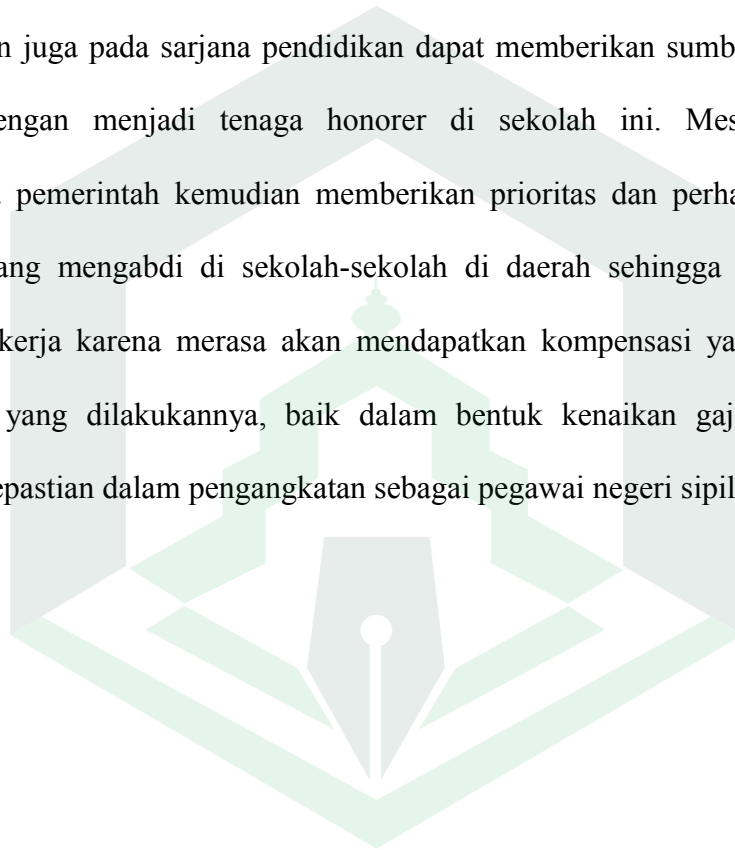 n juga pada sarjana pendidikan dapat memberikan sumb
engan menjadi tenaga honorer di sekolah ini. Mes
pemerintah kemudian memberikan prioritas dan perha
ang mengabdi di sekolah-sekolah di daerah sehingga
kerja karena merasa akan mendapatkan kompensasi ya
yang dilakukannya, baik dalam bentuk kenaikan gaj
epastian dalam pengangkatan sebagai pegawai negeri sipil